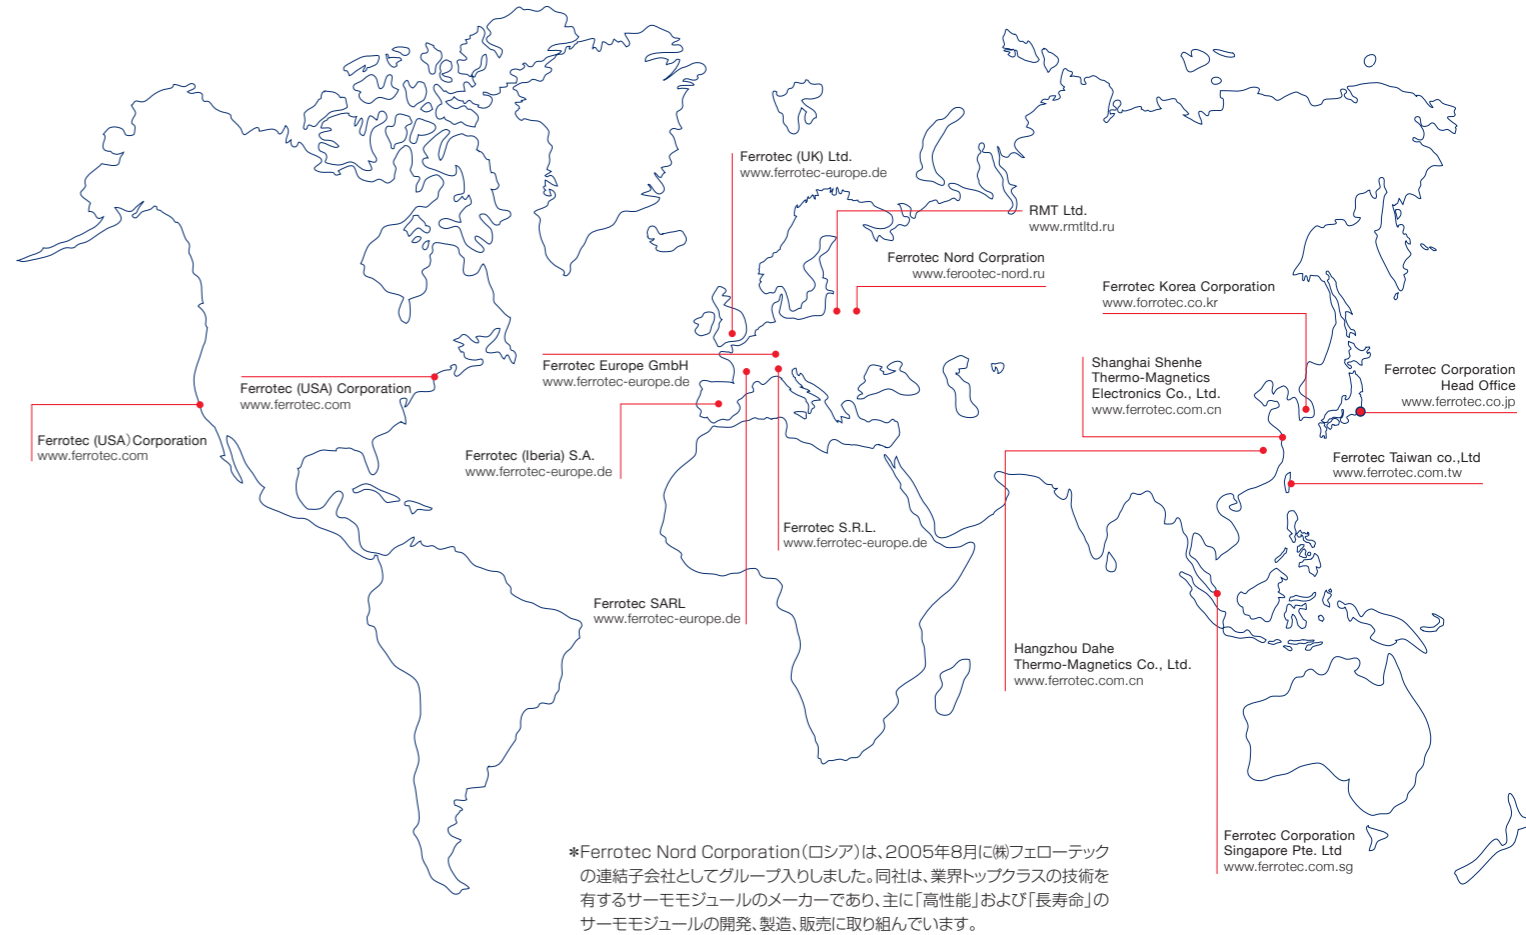 Ferrotec (UK) Ltd.
www.ferrotec-europe.de
RMT Ltd.
www.rmtltd.ru
Ferrotec Nord Corpration
www.ferootec-nord.ru
Ferrotec Korea Corporation
www.forrotec.co.kr
Ferrotec Europe GmbH
www.ferrotec-europe.de
Shanghai Shenhe
Thermo-Magnetics
Electronics Co., Ltd.
www.ferrotec.com.cn
Ferrotec Corporation
Head Office
www.ferrotec.co.jp
Ferrotec (USA) Corporation
www.ferrotec.com
Ferrotec (USA)Corporation
www.ferrotec.com
Ferrotec (Iberia) S.A.
www.ferrotec-europe.de
Ferrotec Taiwan co.,Ltd
www.ferrotec.com.tw
Ferrotec S.R.L.
www.ferrotec-europe.de
Ferrotec SARL
www.ferrotec-europe.de
Hangzhou Dahe
Thermo-Magnetics Co., Ltd.
www.ferrotec.com.cn
Ferrotec Corporation
Singapore Pte. Ltd
www.ferrotec.com.sg
*Ferrotec Nord Corporation(ロシア)は、2005年8月に㈱フェローテック
の連結子会社としてグループ入りしました。同社は、業界トップクラスの技術を
有するサーモモジュールのメーカーであり、主に「高性能」および「長寿命」の
サーモモジュールの開発、製造、販売に取り組んでいます。